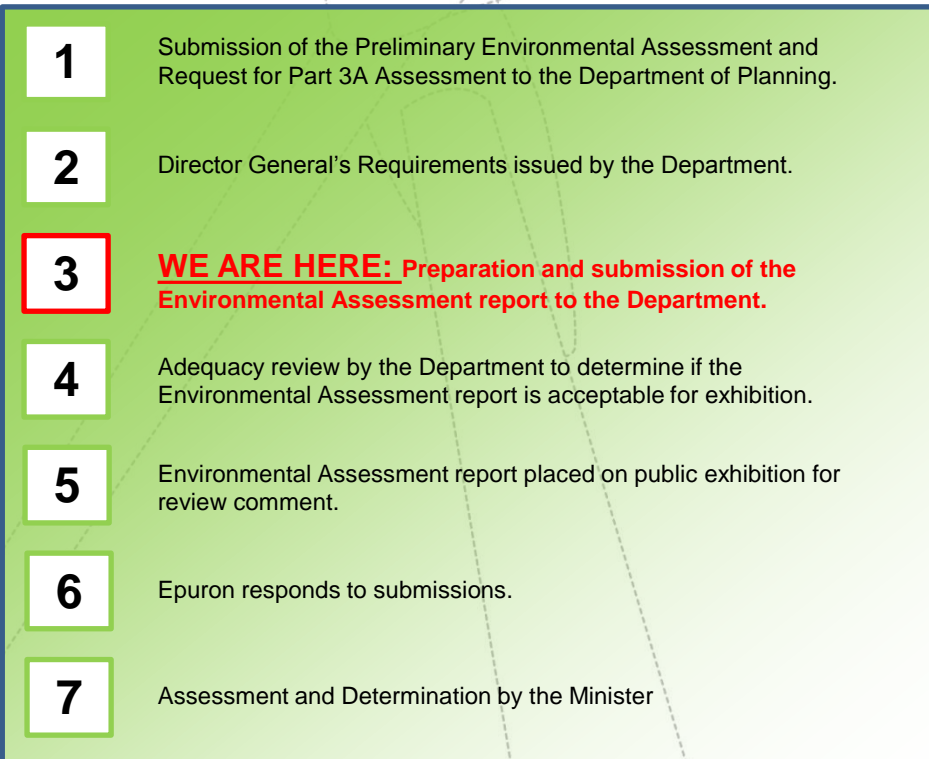 1
Submission of the Preliminary Environmental Assessment and
Request for Part 3A Assessment to the Department of Planning.
2
Director General's Requirements issued by the Department.
3
WE ARE HERE: Preparation and submission of the
Environmental Assessment report to the Department.
4
Adequacy review by the Department to determine if the
Environmental Assessment report is acceptable for exhibition.
5
Environmental Assessment report placed on public exhibition for
review comment.
6
Epuron responds to submissions.
7
Assessment and Determination by the Minister